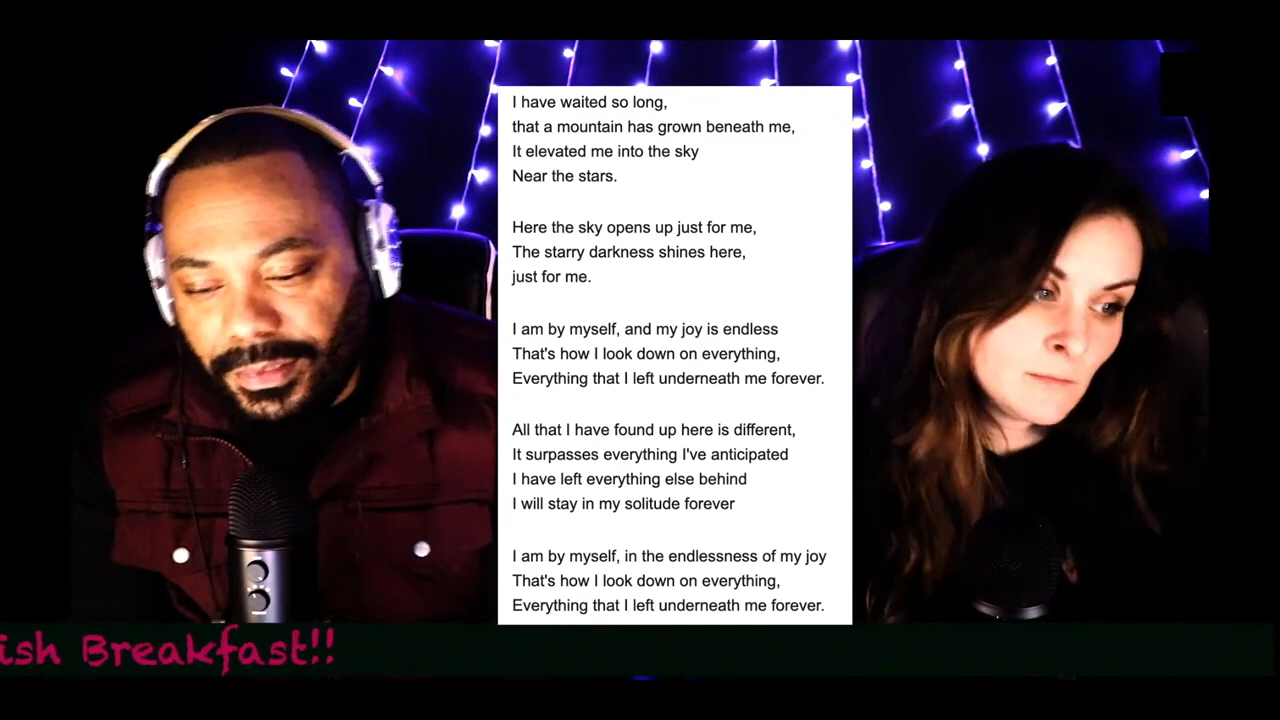 I have waited so long,
that a mountain has grown beneath me,
It elevated me into the sky
Near the stars.
Here the sky opens up just for me,
The starry darkness shines here,
just for me.
I am by myself, and my joy is endless
That's how I look down on everything,
Everything that I left underneath me forever.
All that I have found up here is different,
It surpasses everything I've anticipated
I have left everything else behind
I will stay in my solitude forever
I am by myself, in the endlessness of my joy
That's how I look down on everything,
Everything that I left underneath me forever.
ish Breakfast!!